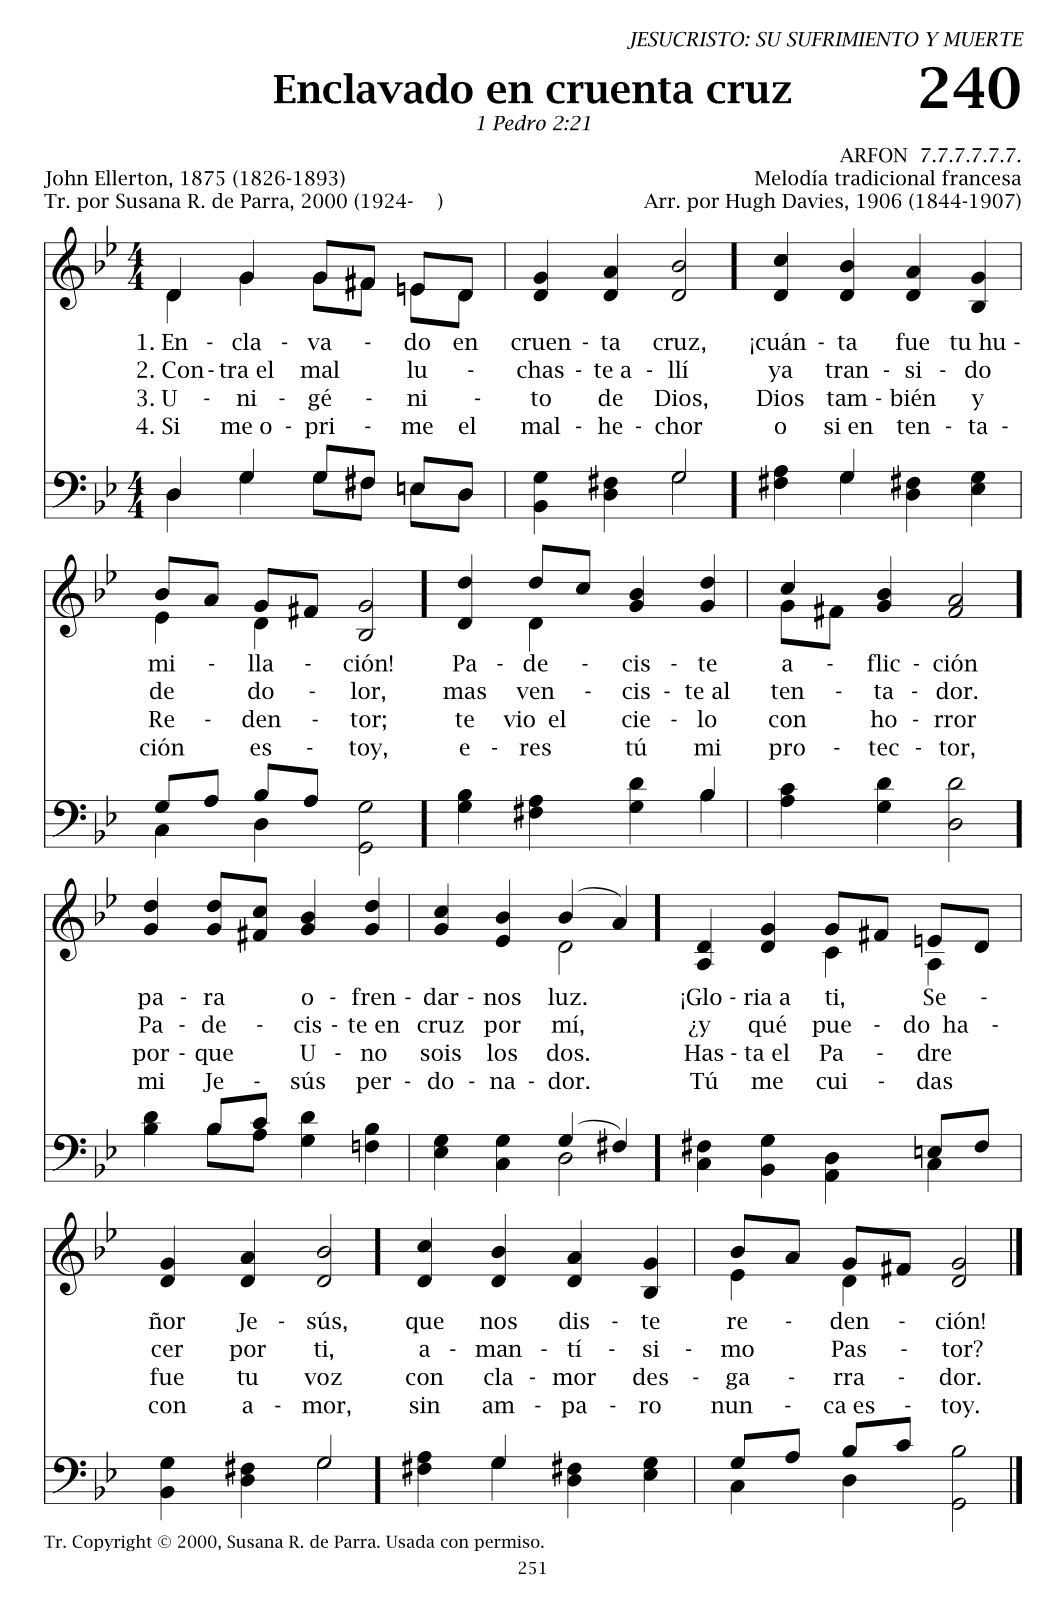 JESUCRISTO: SU SUFRIMIENTO Y MUERTE
Enclavado en cruenta cruz 240
1 Pedro 2:21
ARFON 7.7.7.7.7.7.
John Ellerton, 1875 (1826-1893) Melodía tradicional francesa
Tr. por Susana R. de Parra, 2000 (1924- ) Arr. por Hugh Davies, 1906 (1844-1907)
1. En - cla - va - do en cruen - ta cruz, ¡cuán - ta fue tu hu -
2. Con - tra el mal lu - chas - te a - llí ya tran - si - do
3. U - ni - gé - ni - to de Dios, Dios tam - bién y
4. Si me o - pri - me el mal - he - chor o si en ten - ta -
mi - lla - ción! Pa - de - cis - te a - flic - ción
de do - lor, mas ven - cis - te al ten - ta - dor.
Re - den - tor; te vio el cie - lo con ho - rror
ción es - toy, e - res tú mi pro - tec - tor,
pa - ra o - fren - dar - nos luz. ¡Glo - ria a ti, Se -
Pa - de - cis - te en cruz por mí, ¿y qué pue - do ha -
por - que U - no sois los dos. Has - ta el Pa - dre
mi Je - sús per - do - na - dor. Tú me cui - das
ñor Je - sús, que nos dis - te re - den - ción!
cer por ti, a - man - tí - si - mo Pas - tor?
fue tu voz con cla - mor des - ga - rra - dor.
con a - mor, sin am - pa - ro nun - ca es - toy.
Tr. Copyright © 2000, Susana R. de Parra. Usada con permiso.
251